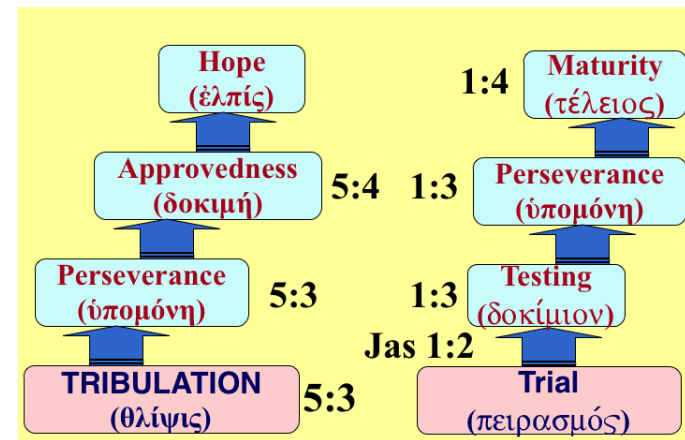 Hope
(ἐλπίς)
Approvedness
(δοκιμή)
5:4
Perseverance
(ὑπομόνη)
5:3
TRIBULATION
(θλίψις)
5:3
Maturity
(τέλειος)
1:4
Perseverance
(ὑπομόνη)
1:3
Testing
(δοκίμιον)
1:3
Jas 1:2
Trial
(πειρασμός)